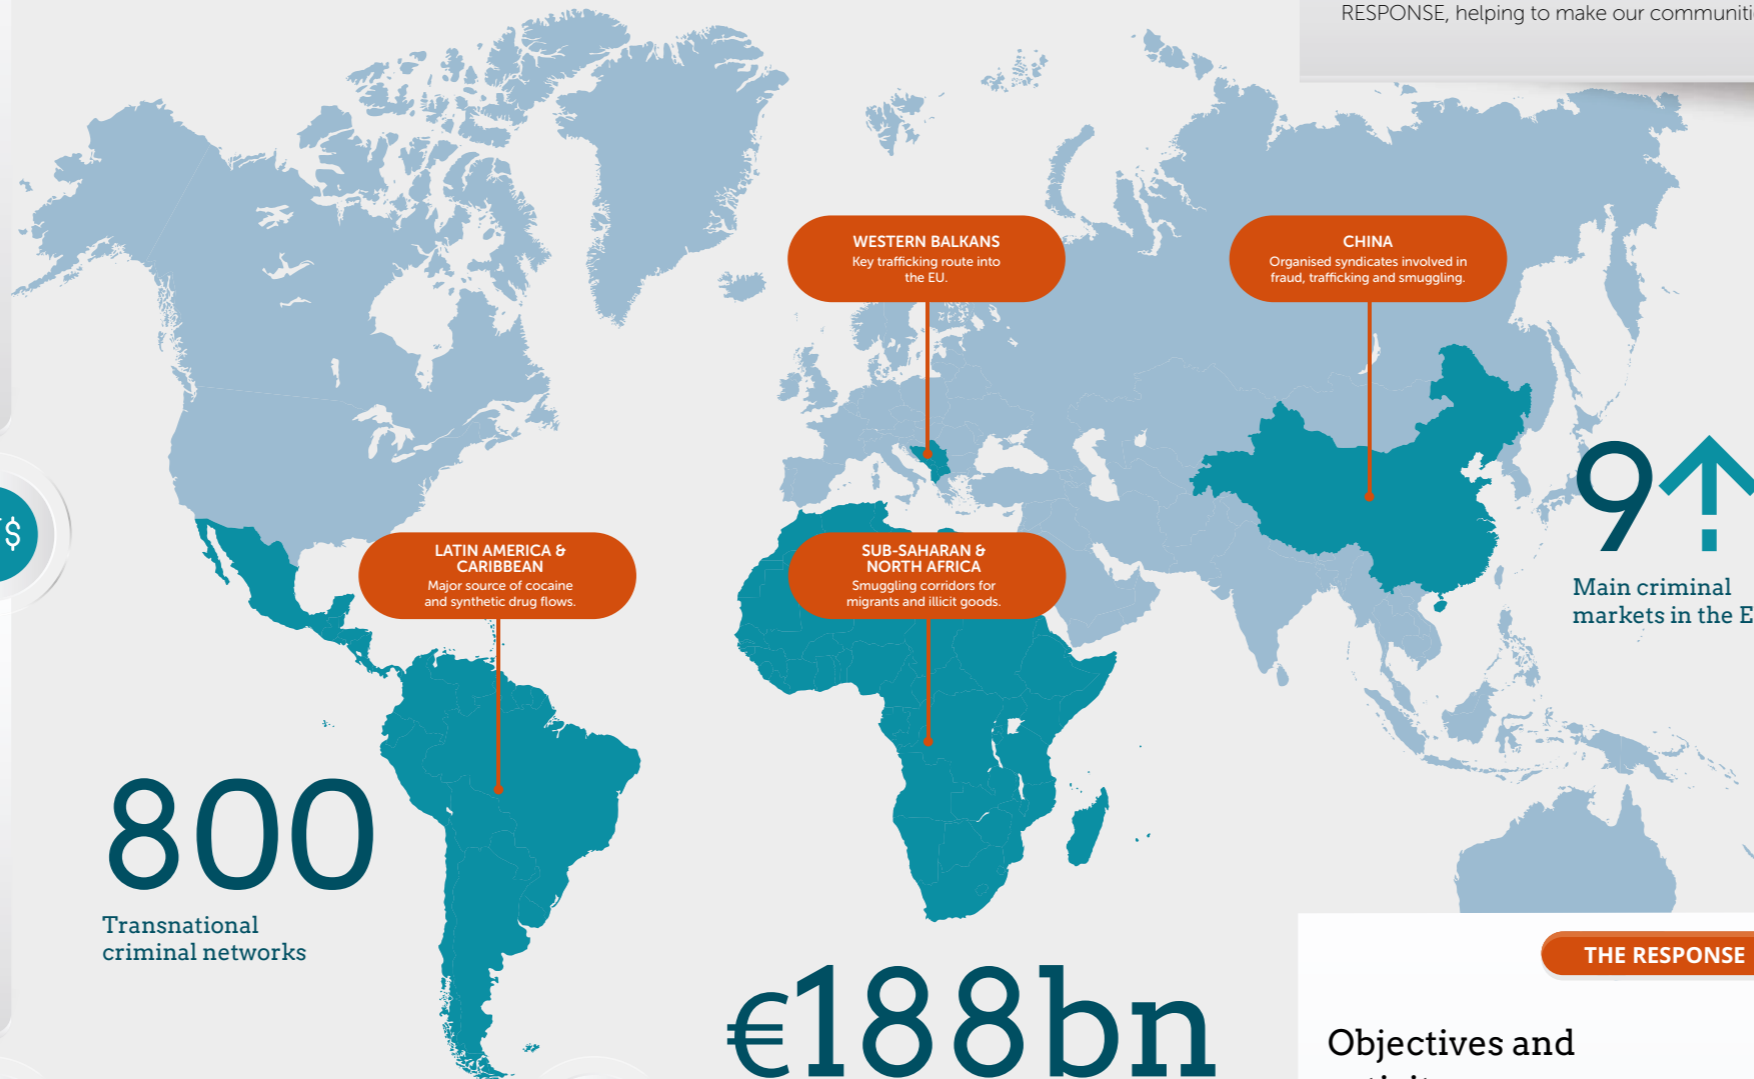 RESPONSE, helping to make our
WESTERN BALKANS
Key trafficking route into
the EU.
CHINA
Organised syndicates involved in
fraud, trafficking and smuggling.
$
9
Main criminal
markets in the
LATIN AMERICA &
CARIBBEAN
Major source of cocaine
and synthetic drug flows.
SUB-SAHARAN &
NORTH AFRICA
Smuggling corridors for
migrants and illicit goods.
800
Transnational
criminal networks
€188bn
THE RESPONSE
Objectives and